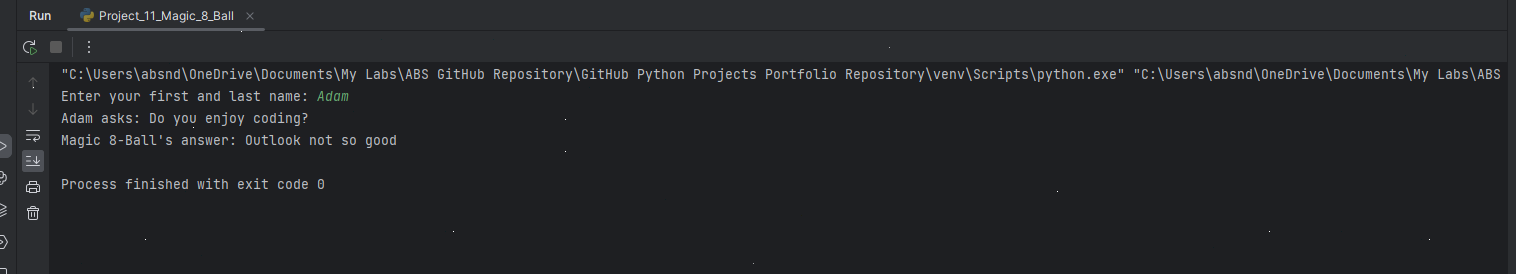 Run Project_11_Magic_8_Ball
"C:\Users\absnd\OneDrive\Documents\My Labs\ABS GitHub Repository\GitHub Python Projects Portfolio Repository\venv\Scripts\python.exe" "C:\Users\absnd\OneDrive\Documents\My Labs\ABS
Enter your first and last name: Adam
Adam asks: Do you enjoy coding?
Magic 8-Ball's answer: Outlook not so good
Process finished with exit code 0